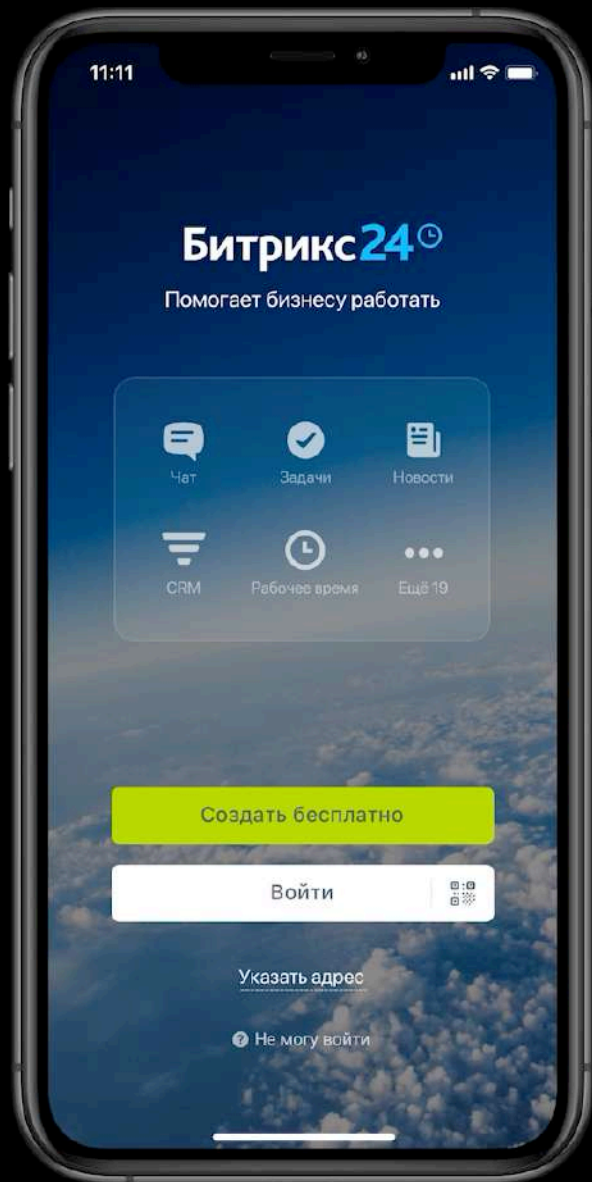 11:11
Битрикс24
Помогает бизнесу работать
Чат Задачи Новости
CRM Рабочее время Ещё 19
Создать бесплатно
Войти
Указать адрес
Не могу войти